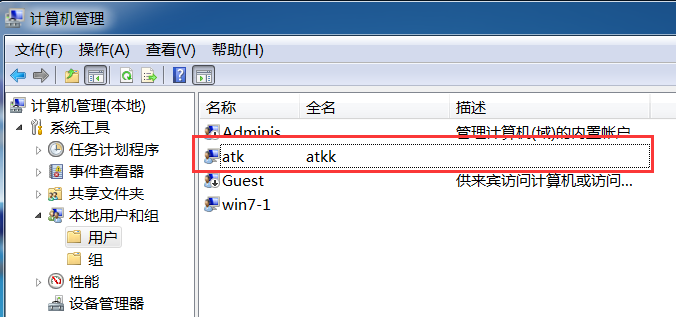 计算机管理
文件(F) 操作(A) 查看(V) 帮助(H)
计算机管理(本地)
系统工具
任务计划程序
事件查看器
共享文件夹
本地用户和组
用户
组
性能
设备管理器
名称 全名 描述
Adminis... 管理计算机(域)的内置帐户
atk atkk
Guest 供来宾访问计算机或访问...
win7-1